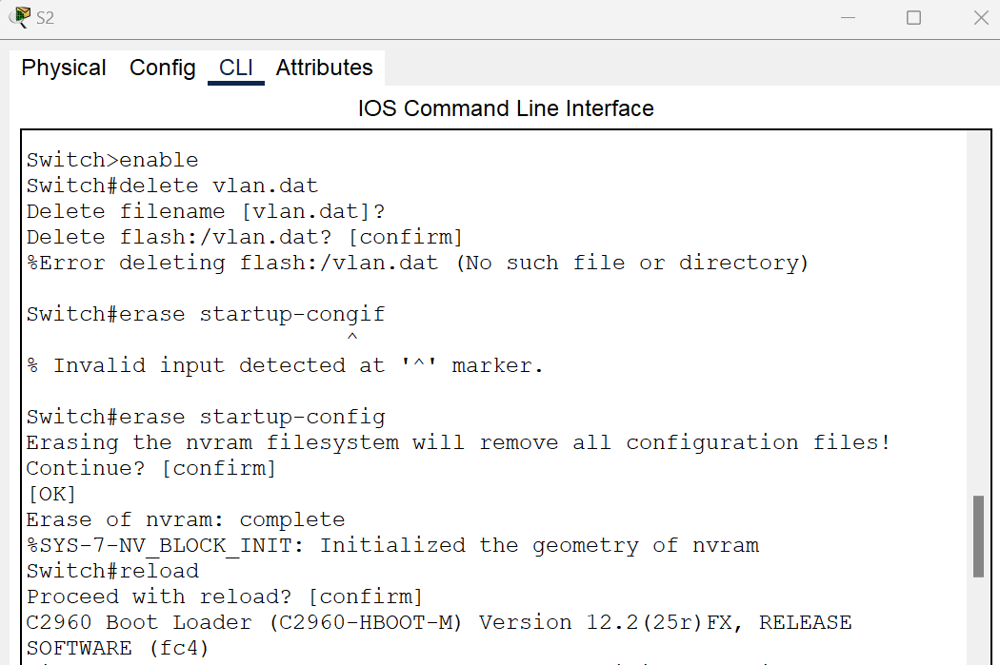 S2
Physical Config CLI Attributes
IOS Command Line Interface
Switch>enable
Switch#delete vlan.dat
Delete filename [vlan.dat]?
Delete flash:/vlan.dat? [confirm]
%Error deleting flash:/vlan.dat (No such file or directory)
Switch#erase startup-congif
^
% Invalid input detected at '^' marker.
Switch#erase startup-config
Erasing the nvram filesystem will remove all configuration files!
Continue? [confirm]
[OK]
Erase of nvram: complete
%SYS-7-NV_BLOCK_INIT: Initialized the geometry of nvram
Switch#reload
Proceed with reload? [confirm]
C2960 Boot Loader (C2960-HBOOT-M) Version 12.2(25r)FX, RELEASE
SOFTWARE (fc4)